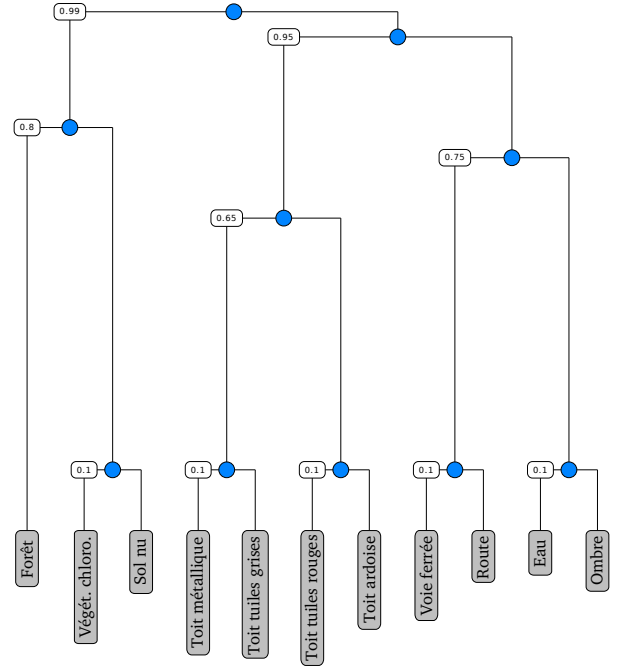 0.99
0.95
0.8
0.75
0.65
0.1
0.1
0.1
0.1
0.1
Forêt
Végét. chloro.
Sol nu
Toit métallique
Toit tuiles grises
Toit tuiles rouges
Toit ardoise
Voie ferrée
Route
Eau
Ombre